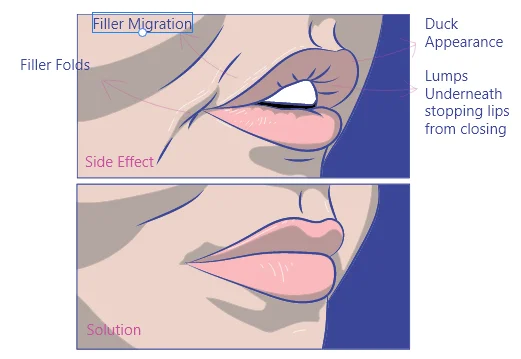 Filler Migration
Duck
Appearance
Filler Folds
Lumps
Underneath
stopping lips
from closing
Side Effect
Solution